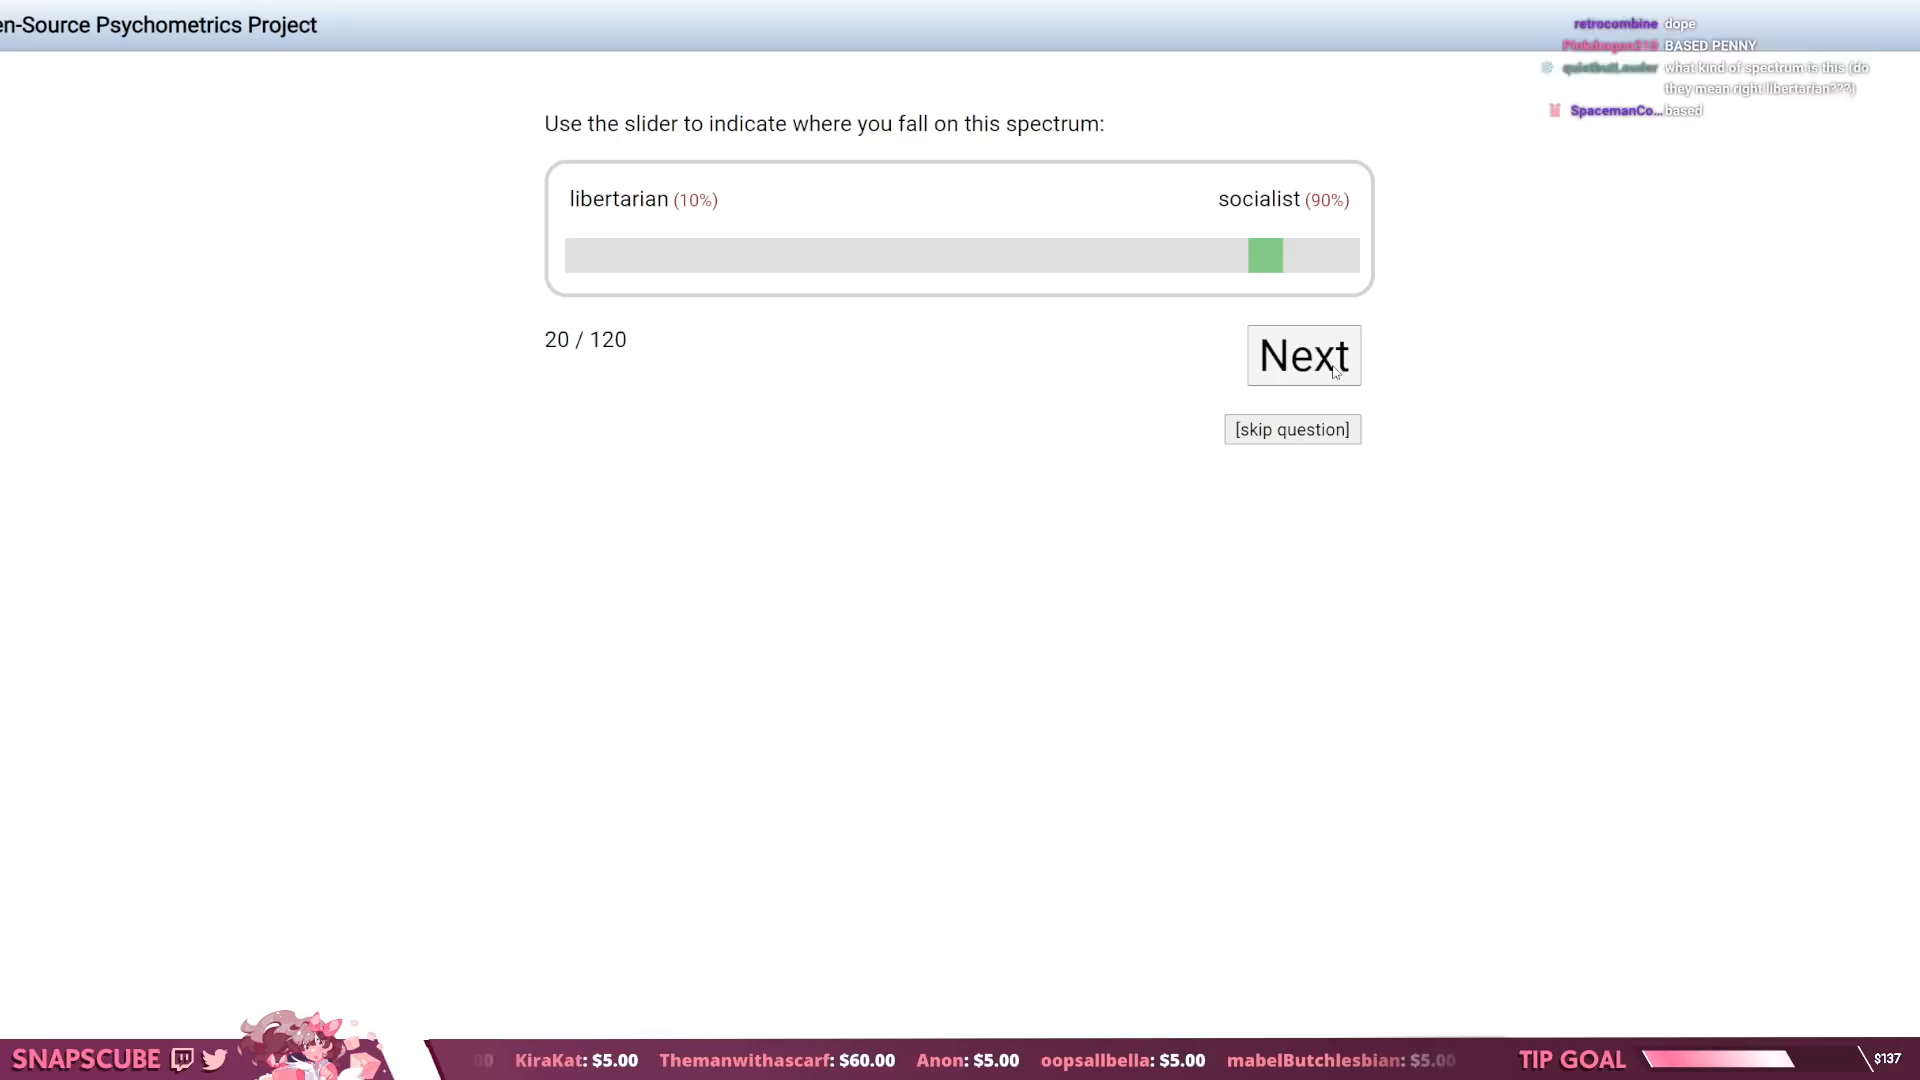 en-Source Psychometrics Project
retrocombine dope
BASED PENNY
quietbutLouder what kind of spectrum is this (do
they mean right libertarian???)
SpacemanCo... based
Use the slider to indicate where you fall on this spectrum:
libertarian (10%) socialist (90%)
20 / 120
Next
[skip question]
SNAPSCUBE KiraKat: $5.00 Themanwithascarf: $60.00 Anon: $5.00 oopsallbella: $5.00 mabelButchlesbian: $5.00 TIP GOAL $137